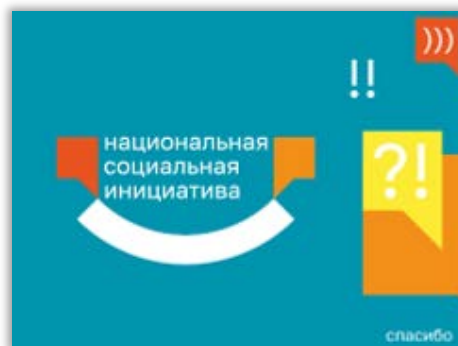 )))
!!
национальная
социальная
инициатива
?!
спасибо